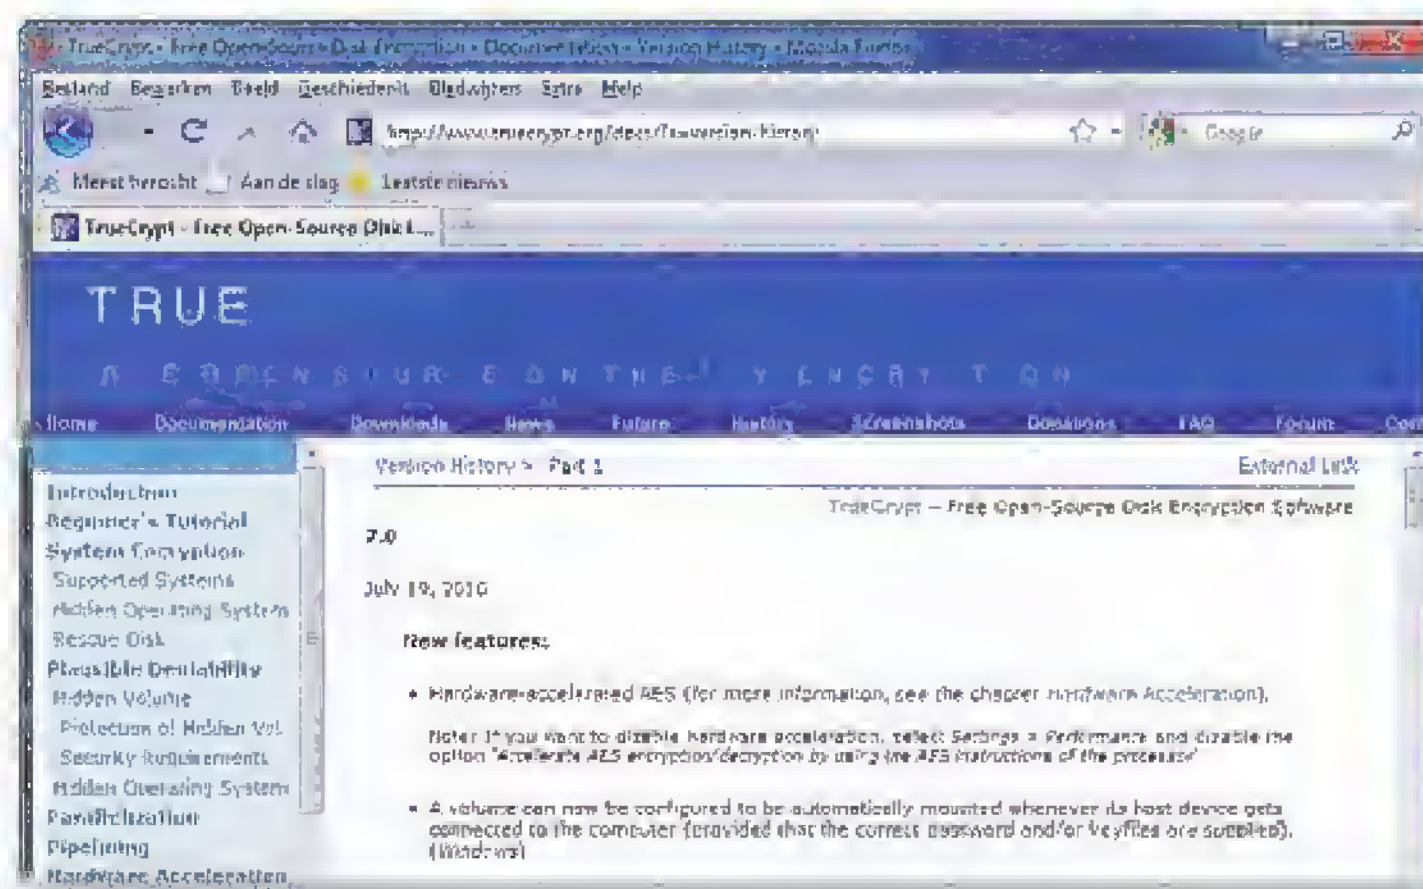 TrueCrypt - Free Open-Source Disk Encryption - Documentation - Version History - Mozilla Firefox
Bestand Bewerken Beeld Geschiedenis Bladwijzers Extra Help
http://www.truecrypt.org/docs/?s=version-history
Google
Meest bezocht Aan de slag Laatste nieuws
TrueCrypt - Free Open-Source Disk E...
TRUE
Home Documentation Downloads News Future History Screenshots Donations FAQ Forum Cont
Version History > Part 1
External Link
Introduction
Beginner's Tutorial
System Encryption
Supported Systems
Hidden Operating System
Rescue Disk
Plausible Deniability
Hidden Volume
Protection of Hidden Vol.
Security Requirements
Hidden Operating System
Parallelization
Pipelining
Hardware Acceleration
TrueCrypt — Free Open-Source Disk Encryption Software
7.0
July 19, 2010
New features:
• Hardware-accelerated AES (for more information, see the chapter Hardware Acceleration).
Note: If you want to disable hardware acceleration, select Settings > Performance and disable the
option 'Accelerate AES encryption/decryption by using the AES instructions of the processor'
• A volume can now be configured to be automatically mounted whenever its host device gets
connected to the computer (provided that the correct password and/or keyfiles are supplied).
(Windows)